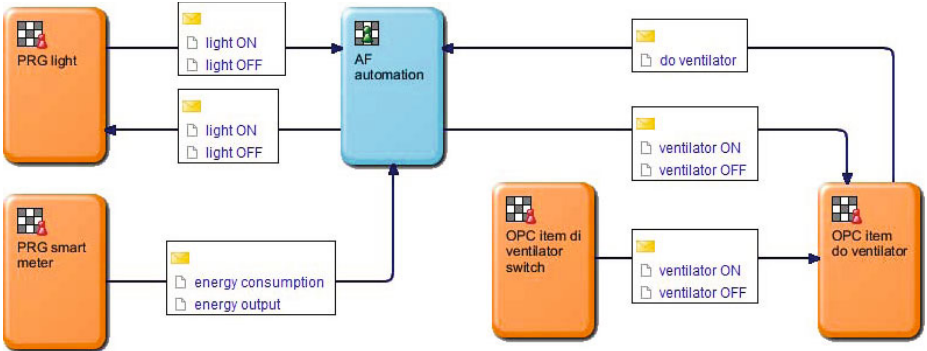 PRG light
light ON
light OFF
AF
automation
do ventilator
light ON
light OFF
ventilator ON
ventilator OFF
PRG smart
meter
energy consumption
energy output
OPC item di
ventilator
switch
ventilator ON
ventilator OFF
OPC item
do ventilator